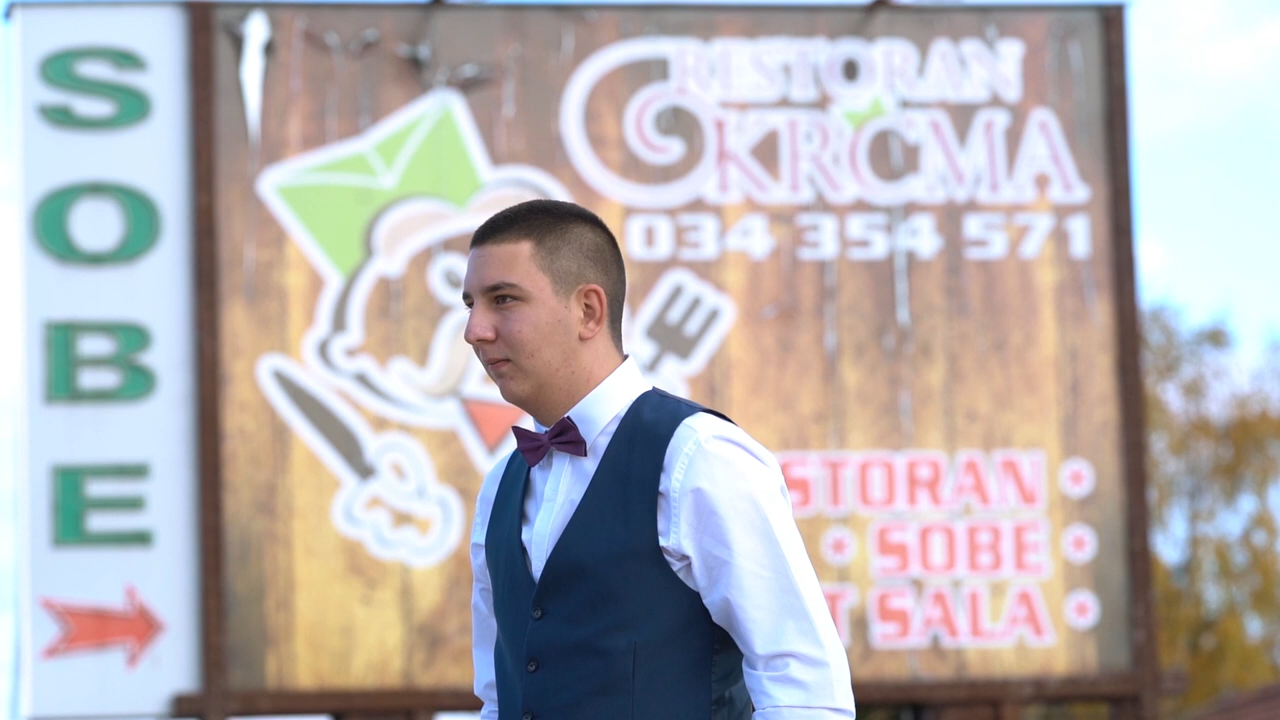 SOBE
RESTORAN
KRČMA
034 354 571
STORAN
SOBE
T SALA